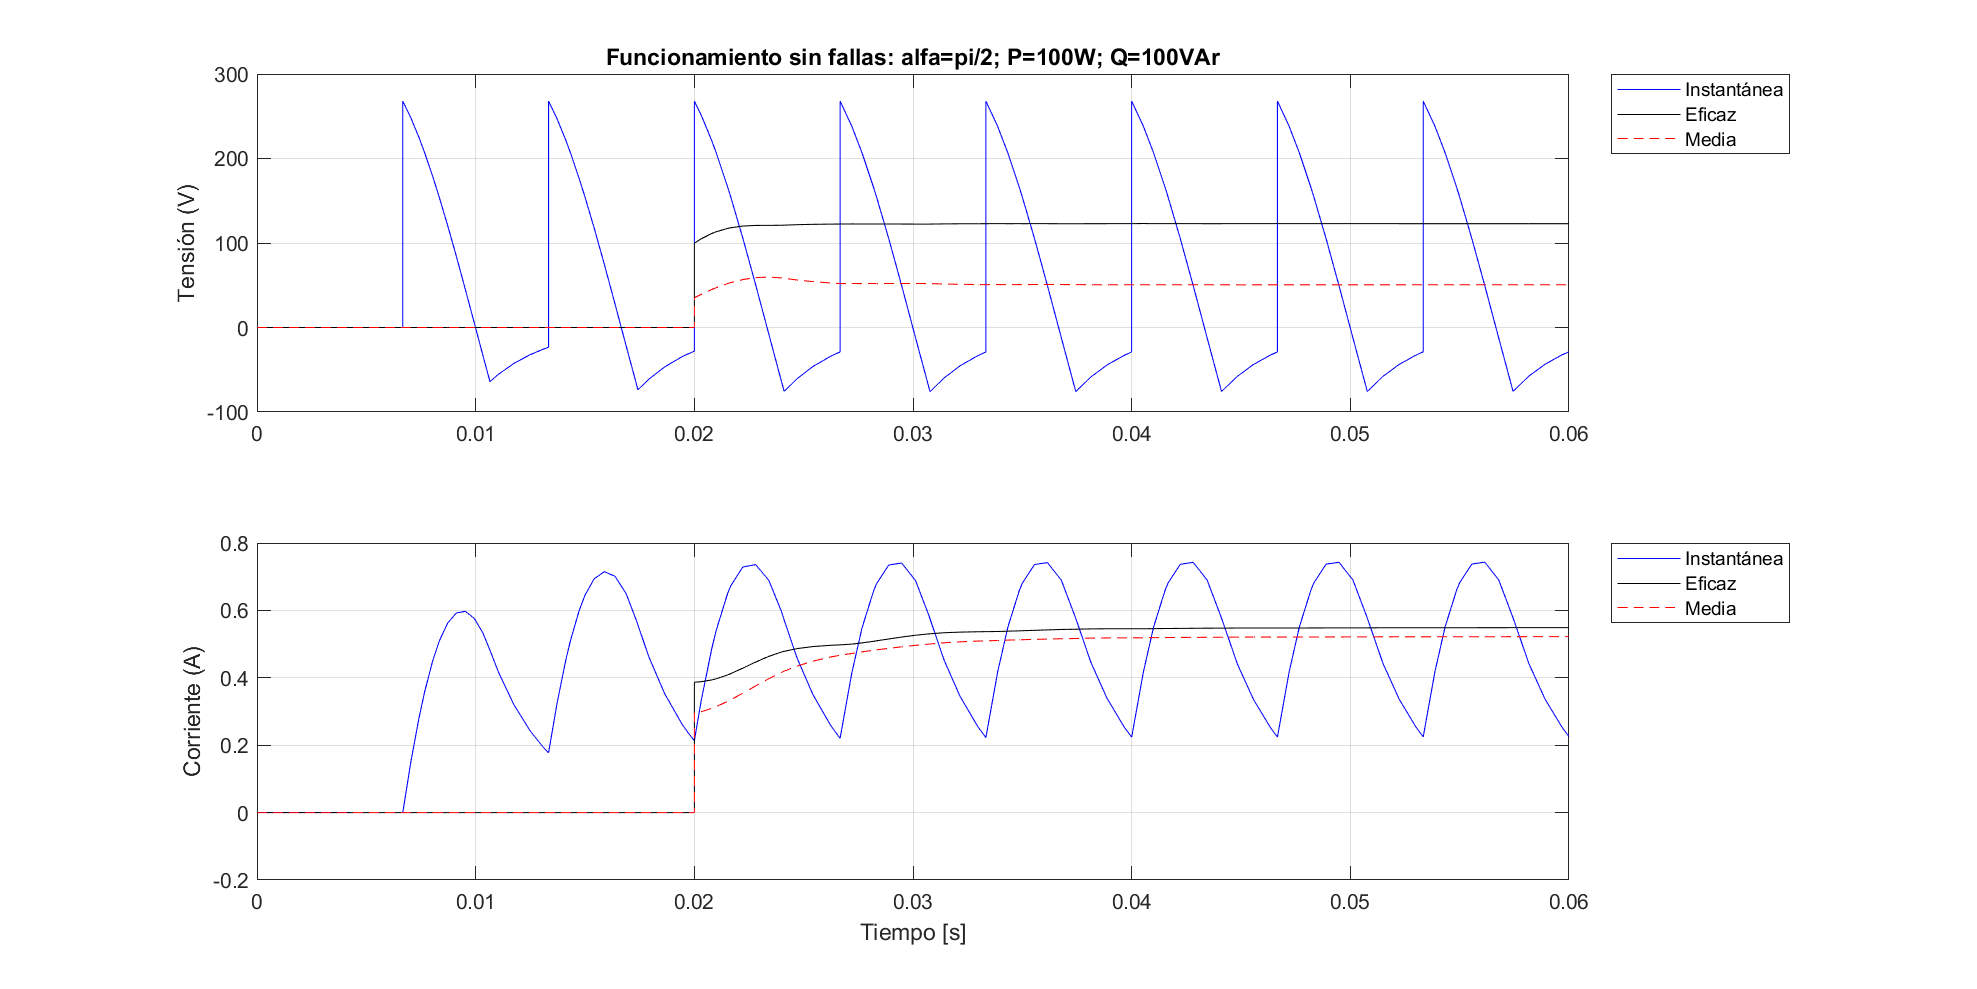 Funcionamiento sin fallas: alfa=pi/2; P=100W; Q=100VAr
300
200
100
0
-100
Tensión (V)
0 0.01 0.02 0.03 0.04 0.05 0.06
Instantánea
Eficaz
Media
0.8
0.6
0.4
0.2
0
-0.2
Corriente (A)
0 0.01 0.02 0.03 0.04 0.05 0.06
Tiempo [s]
Instantánea
Eficaz
Media